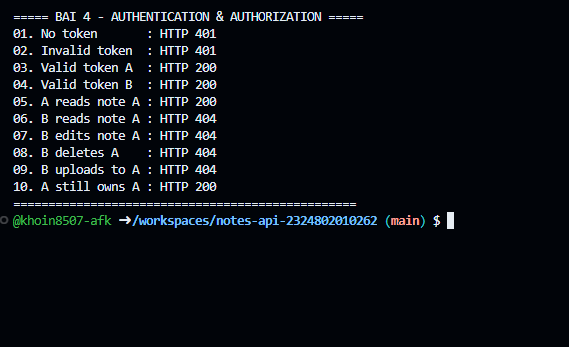 ===== BAI 4 - AUTHENTICATION & AUTHORIZATION =====
01. No token       : HTTP 401
02. Invalid token  : HTTP 401
03. Valid token A  : HTTP 200
04. Valid token B  : HTTP 200
05. A reads note A : HTTP 200
06. B reads note A : HTTP 404
07. B edits note A : HTTP 404
08. B deletes A    : HTTP 404
09. B uploads to A : HTTP 404
10. A still owns A : HTTP 200
=================================================
@khoin8507-afk ➜/workspaces/notes-api-2324802010262 (main) $